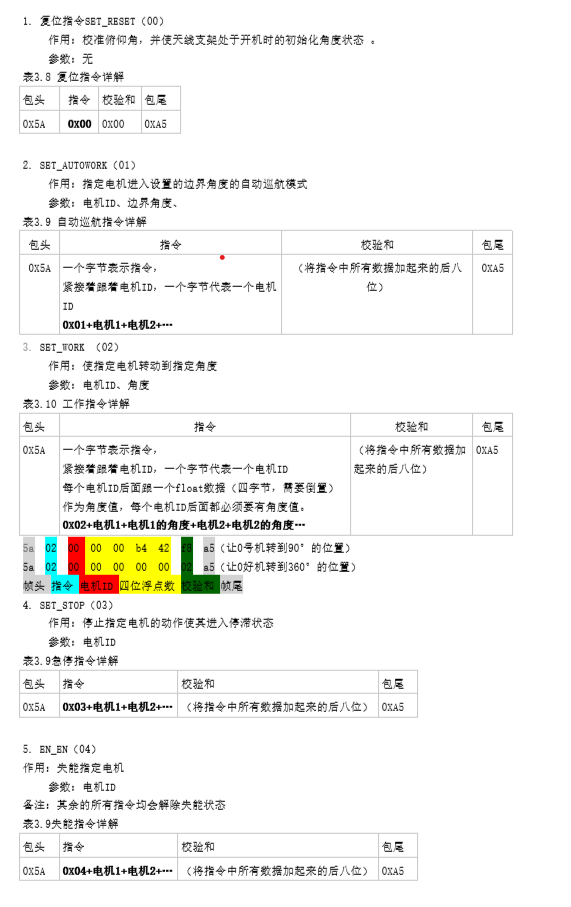 1. 复位指令SET_RESET（00）
作用：校准俯仰角，并使天线支架处于开机时的初始化角度状态 。
参数：无
表3.8 复位指令详解
包头 指令 校验和 包尾
0X5A 0x00 0X00 0XA5
2. SET_AUTOWORK（01）
作用：指定电机进入设置的边界角度的自动巡航模式
参数：电机ID、边界角度、
表3.9 自动巡航指令详解
包头 指令 校验和 包尾
0X5A 一个字节表示指令， （将指令中所有数据加起来的后八 0XA5
紧接着跟着电机ID，一个字节代表一个电机 位）
ID
0x01+电机1+电机2+…
3. SET_WORK （02）
作用：使指定电机转动到指定角度
参数：电机ID、角度
表3.10 工作指令详解
包头 指令 校验和 包尾
0X5A 一个字节表示指令， （将指令中所有数据加 0XA5
紧接着跟着电机ID，一个字节代表一个电机ID 起来的后八位）
每个电机ID后面跟一个float数据（四字节，需要倒置）
作为角度值，每个电机ID后面都必须要有角度值。
0x02+电机1+电机1的角度+电机2+电机2的角度…
5a 02 00 00 00 b4 42 f8 a5（让0号机转到90°的位置）
5a 02 00 00 00 00 00 02 a5（让0好机转到360°的位置）
帧头 指令 电机ID 四位浮点数 校验和 帧尾
4. SET_STOP（03）
作用：停止指定电机的动作使其进入停滞状态
参数：电机ID
表3.9急停指令详解
包头 指令 校验和 包尾
0X5A 0x03+电机1+电机2+… （将指令中所有数据加起来的后八位） 0XA5
5. EN_EN（04）
作用：失能指定电机
参数：电机ID
备注：其余的所有指令均会解除失能状态
表3.9失能指令详解
包头 指令 校验和 包尾
0X5A 0x04+电机1+电机2+… （将指令中所有数据加起来的后八位） 0XA5